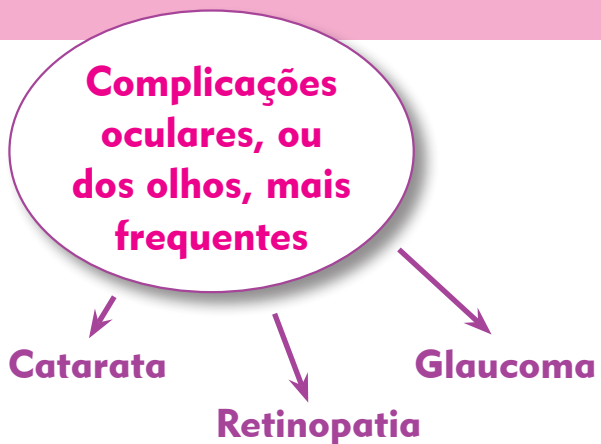 Complicações
oculares, ou
dos olhos, mais
frequentes
Catarata
Glaucoma
Retinopatia